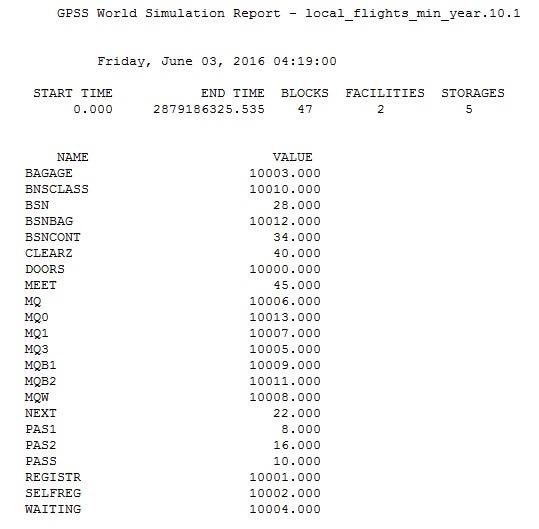 GPSS World Simulation Report - local_flights_min_year.10.1
Friday, June 03, 2016 04:19:00
START TIME END TIME BLOCKS FACILITIES STORAGES
0.000 2879186325.535 47 2 5
NAME VALUE
BAGAGE 10003.000
BNSCLASS 10010.000
BSN 28.000
BSNBAG 10012.000
BSNCONT 34.000
CLEARZ 40.000
DOORS 10000.000
MEET 45.000
MQ 10006.000
MQ0 10013.000
MQ1 10007.000
MQ3 10005.000
MQB1 10009.000
MQB2 10011.000
MQW 10008.000
NEXT 22.000
PAS1 8.000
PAS2 16.000
PASS 10.000
REGISTR 10001.000
SELFREG 10002.000
WAITING 10004.000